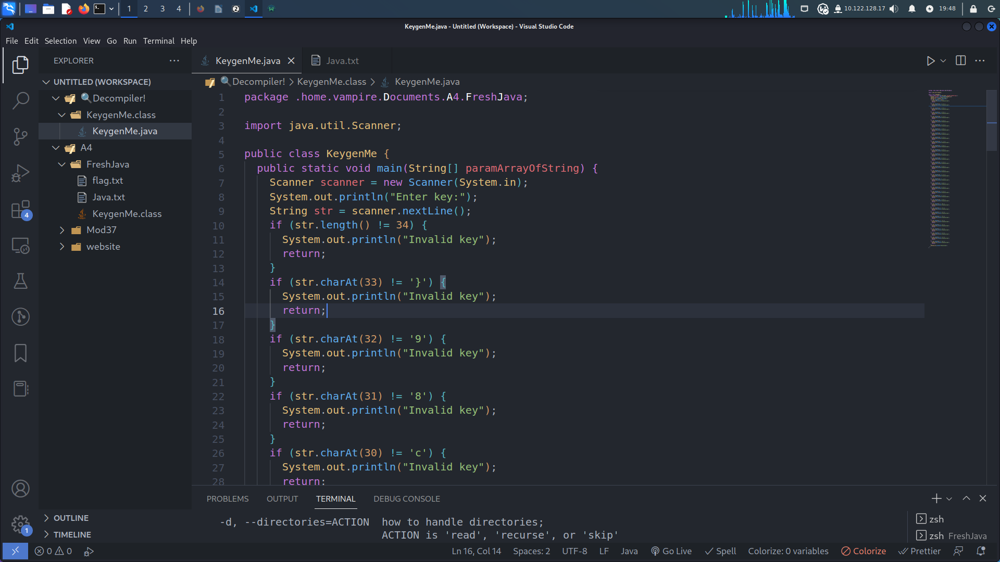 1 2 3 4
10.122.128.17 19:48
KeygenMe.java - Untitled (Workspace) - Visual Studio Code
File Edit Selection View Go Run Terminal Help
EXPLORER
UNTITLED (WORKSPACE)
Decompiler!
KeygenMe.class
KeygenMe.java
A4
FreshJava
flag.txt
Java.txt
KeygenMe.class
Mod37
website
OUTLINE
TIMELINE
4
1
KeygenMe.java Java.txt
Decompiler! KeygenMe.class KeygenMe.java
1 package .home.vampire.Documents.A4.FreshJava;
2
3 import java.util.Scanner;
4
5 public class KeygenMe {
6 public static void main(String[] paramArrayOfString) {
7 Scanner scanner = new Scanner(System.in);
8 System.out.println("Enter key:");
9 String str = scanner.nextLine();
10 if (str.length() != 34) {
11 System.out.println("Invalid key");
12 return;
13 }
14 if (str.charAt(33) != '}') {
15 System.out.println("Invalid key");
16 return;
17 }
18 if (str.charAt(32) != '9') {
19 System.out.println("Invalid key");
20 return;
21 }
22 if (str.charAt(31) != '8') {
23 System.out.println("Invalid key");
24 return;
25 }
26 if (str.charAt(30) != 'c') {
27 System.out.println("Invalid key");
28 return;
PROBLEMS OUTPUT TERMINAL DEBUG CONSOLE
-d, --directories=ACTION how to handle directories;
ACTION is 'read', 'recurse', or 'skip'
zsh
zsh FreshJava
0 0 Ln 16, Col 14 Spaces: 2 UTF-8 LF Java Go Live Spell Colorize: 0 variables Colorize Prettier